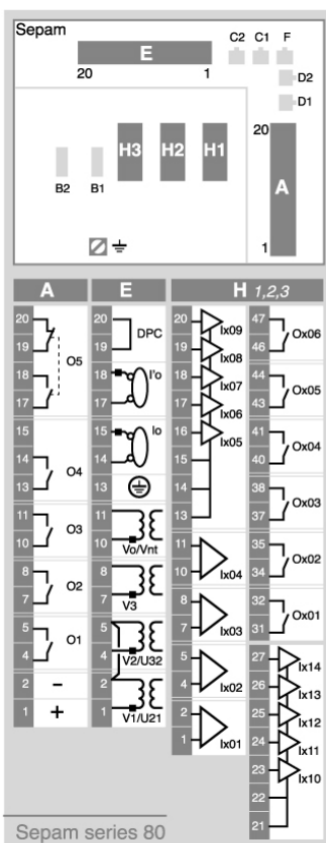 Sepam
E
C2 C1 F
20 1
D2
D1
20
H3 H2 H1
A
B2 B1
1
A
20
19
18
17
15
14
13
11
10
8
7
5
4
2 –
1 +
O5
O4
O3
O2
O1
E
20
19
DPC
18
17
I'o
15
14
Io
13
11
10
Vo/Vnt
8
7
V3
5
4
V2/U32
2
1
V1/U21
H 1,2,3
20
Ix09
19
Ix08
18
Ix07
17
Ix06
16
Ix05
15
14
13
11
10
Ix04
8
7
Ix03
5
4
Ix02
2
1
Ix01
47
46
Ox06
44
43
Ox05
41
40
Ox04
38
37
Ox03
35
34
Ox02
32
31
Ox01
27
Ix14
26
Ix13
25
Ix12
24
Ix11
23
Ix10
22
21
Sepam series 80